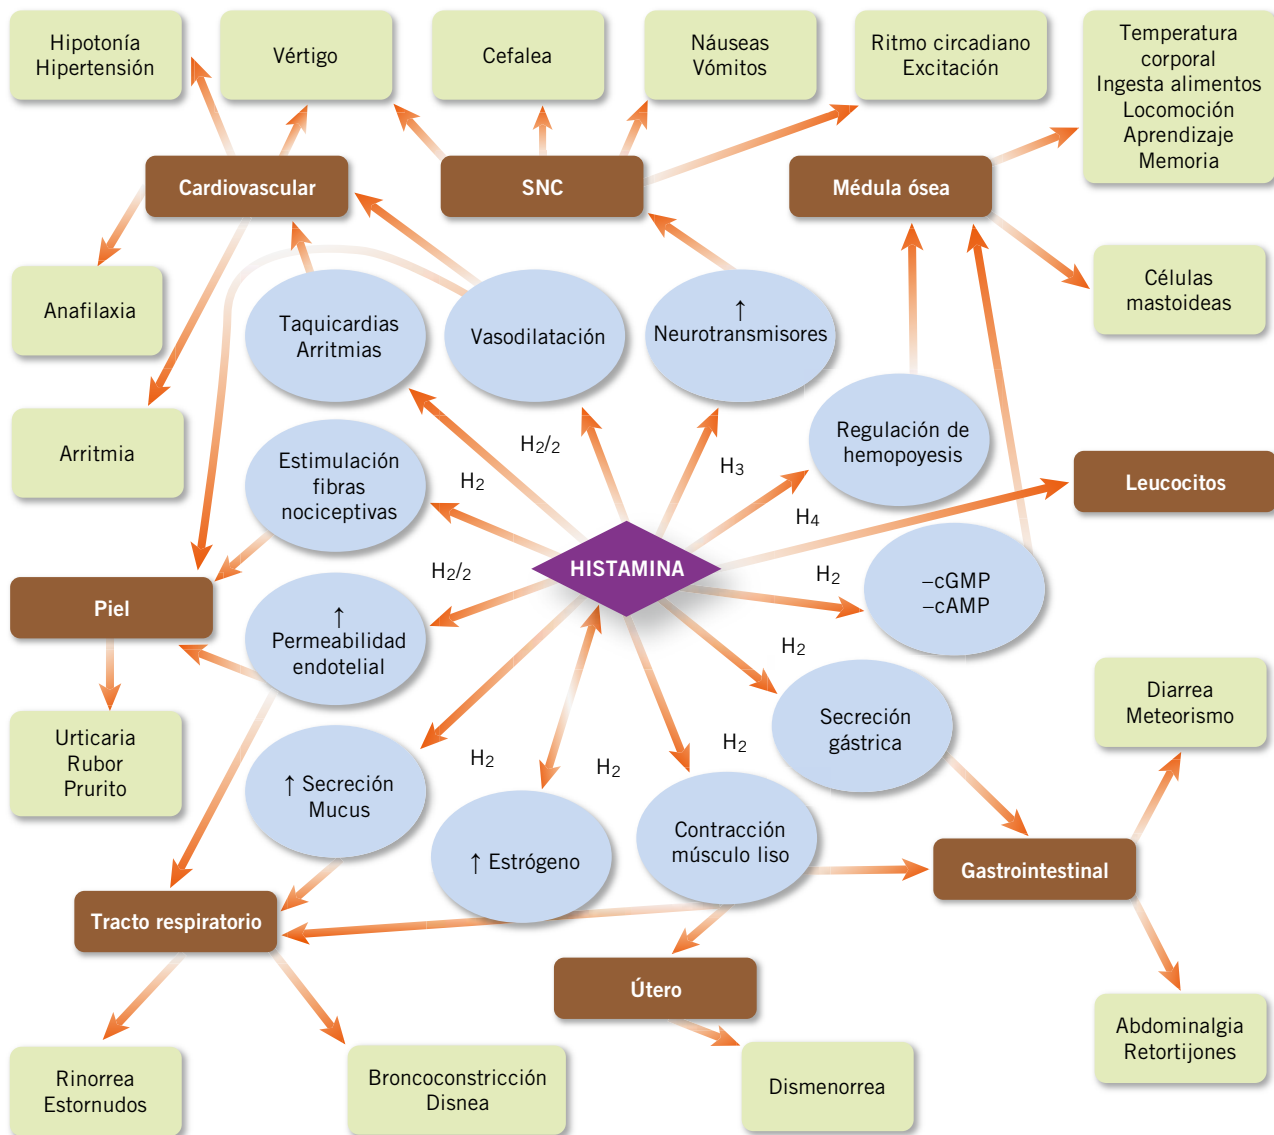 Hipotonía
Hipertensión
Vértigo
Cefalea
Náuseas
Vómitos
Ritmo circadiano
Excitación
Temperatura
corporal
Ingesta alimentos
Locomoción
Aprendizaje
Memoria
Cardiovascular
SNC
Médula ósea
Anafilaxia
Taquicardias
Arritmias
Vasodilatación
↑
Neurotransmisores
Células
mastoideas
Arritmia
Estimulación
fibras
nociceptivas
H2
H2/2
H3
Regulación de
hemopoyesis
H4
Leucocitos
HISTAMINA
H2/2
H2
–cGMP
–cAMP
Piel
↑
Permeabilidad
endotelial
H2
Urticaria
Rubor
Prurito
↑ Secreción
Mucus
H2
H2
H2
Secreción
gástrica
Diarrea
Meteorismo
↑ Estrógeno
Contracción
músculo liso
Gastrointestinal
Tracto respiratorio
Útero
Rinorrea
Estornudos
Broncoconstricción
Disnea
Dismenorrea
Abdominalgia
Retortijones